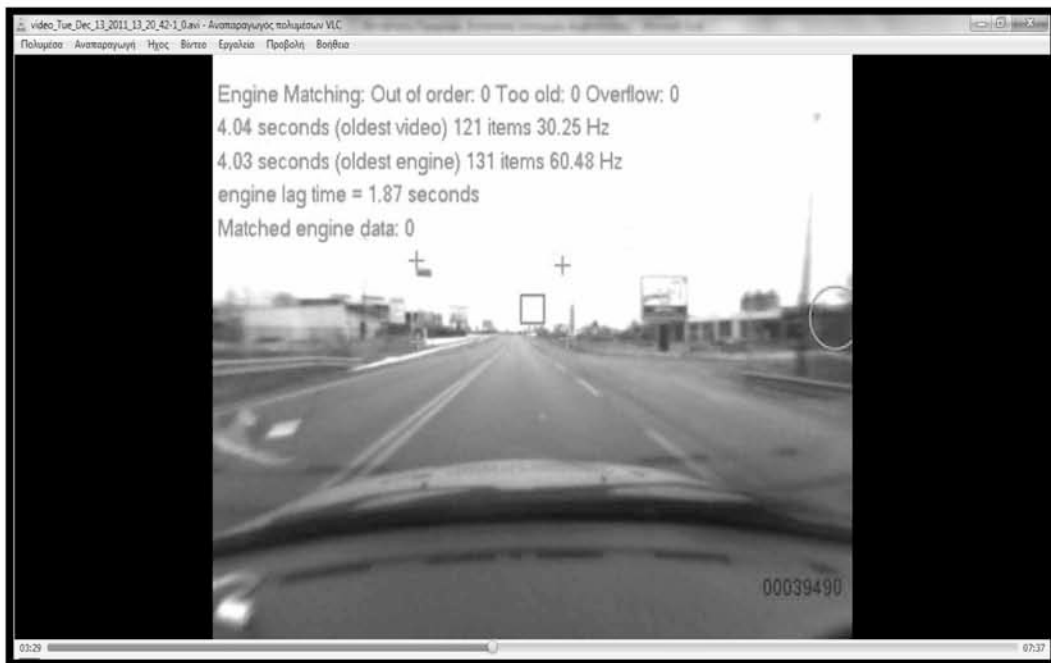 video_Tue_Dec_13_2011_13_20_42-1_0.avi - Αναπαραγωγός πολυμέσων VLC
Πολυμέσα Αναπαραγωγή Ήχος Βίντεο Εργαλεία Προβολή Βοήθεια
Engine Matching: Out of order: 0 Too old: 0 Overflow: 0
4.04 seconds (oldest video) 121 items 30.25 Hz
4.03 seconds (oldest engine) 131 items 60.48 Hz
engine lag time = 1.87 seconds
Matched engine data: 0
00039490
03:29 07:37